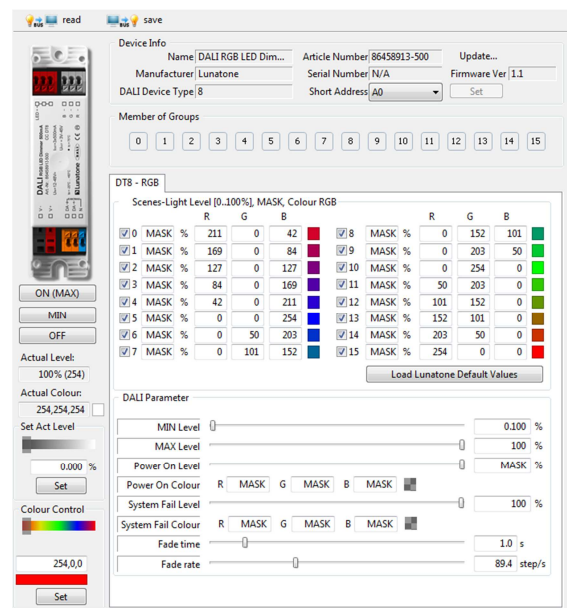 read save
Device Info
Name DALI RGB LED Dim... Article Number 86458913-500 Update...
Manufacturer Lunatone Serial Number N/A Firmware Ver 1.1
DALI Device Type 8 Short Address A0 Set
Member of Groups
0 1 2 3 4 5 6 7 8 9 10 11 12 13 14 15
DT8 - RGB
Scenes-Light Level [0..100%], MASK, Colour RGB
R G B R G B
0 MASK % 211 0 42 8 MASK % 0 152 101
1 MASK % 169 0 84 9 MASK % 0 203 50
2 MASK % 127 0 127 10 MASK % 0 254 0
3 MASK % 84 0 169 11 MASK % 50 203 0
4 MASK % 42 0 211 12 MASK % 101 152 0
5 MASK % 0 0 254 13 MASK % 152 101 0
6 MASK % 0 50 203 14 MASK % 203 50 0
7 MASK % 0 101 152 15 MASK % 254 0 0
Load Lunatone Default Values
DALI Parameter
MIN Level 0.100 %
MAX Level 100 %
Power On Level MASK %
Power On Colour R MASK G MASK B MASK
System Fail Level 100 %
System Fail Colour R MASK G MASK B MASK
Fade time 1.0 s
Fade rate 89.4 step/s
DALI
Lunatone
ON (MAX)
MIN
OFF
Actual Level:
100% (254)
Actual Colour:
254,254,254
Set Act Level
0.000 %
Set
Colour Control
254,0,0
Set